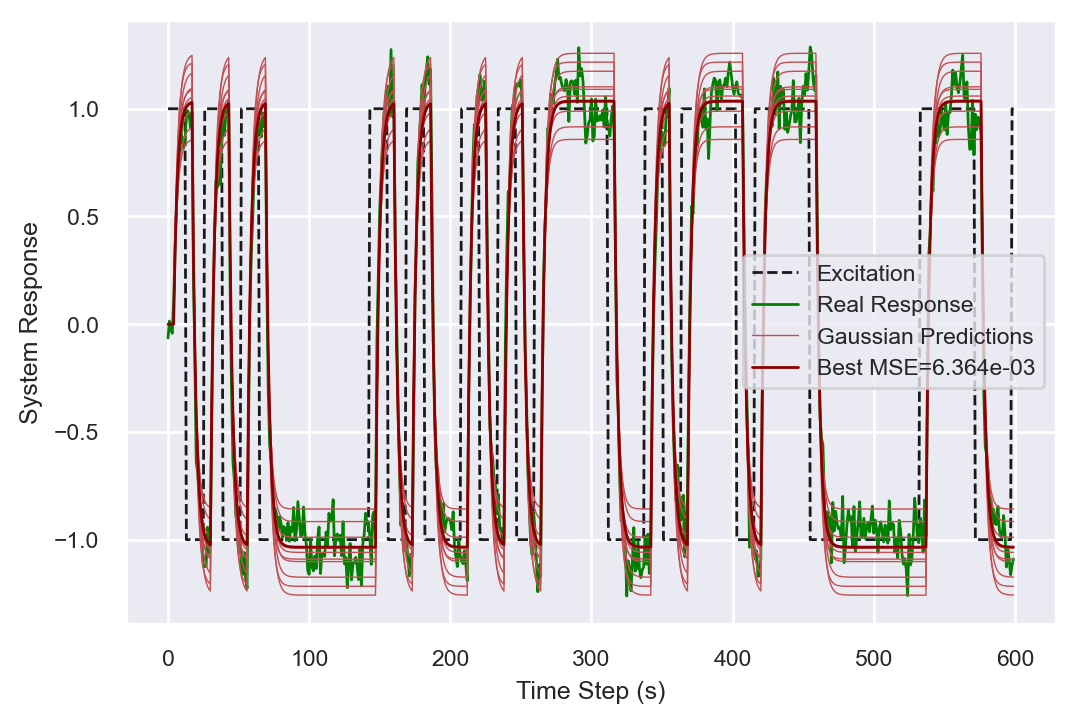 1.0
0.5
0.0
−0.5
−1.0
System Response
Excitation
Real Response
Gaussian Predictions
Best MSE=6.364e-03
0 100 200 300 400 500 600
Time Step (s)